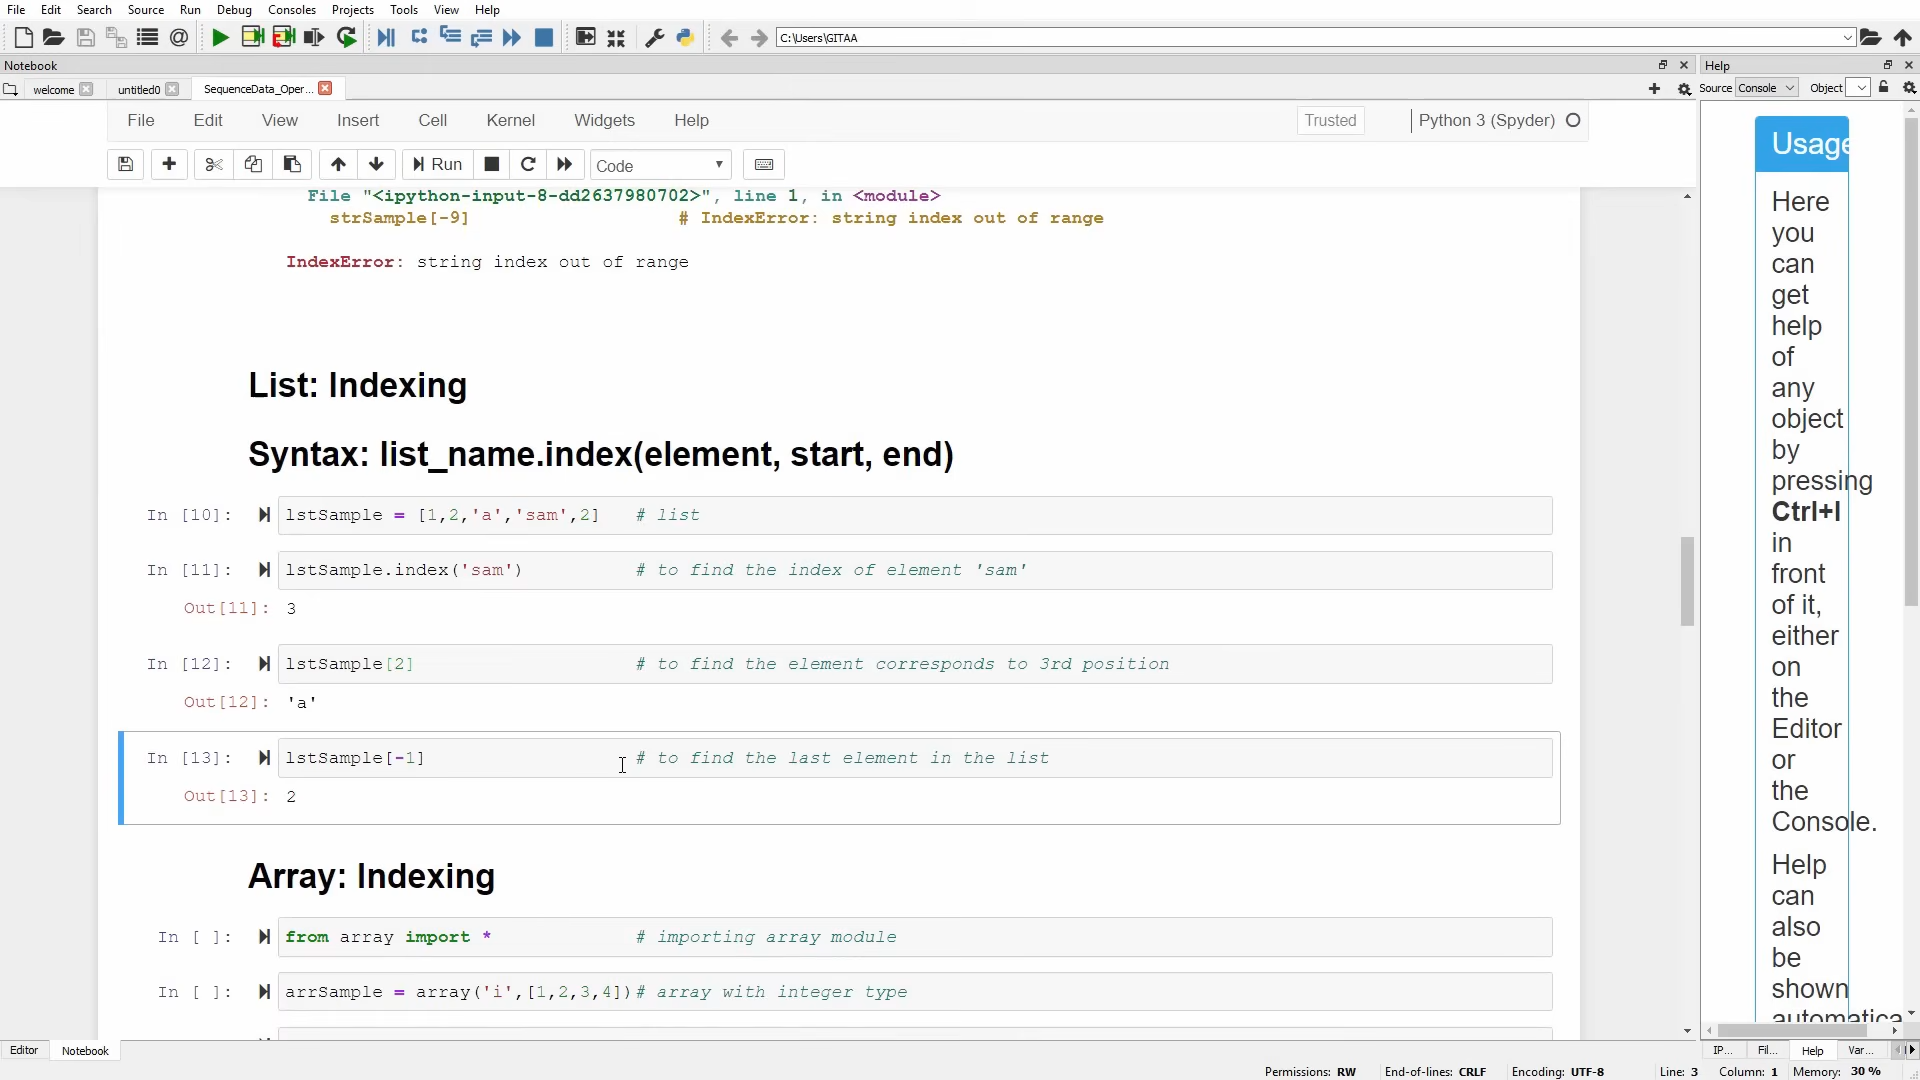 File Edit Search Source Run Debug Consoles Projects Tools View Help
C:\Users\GITAA
Notebook
Help
welcome untitled0 SequenceData_Oper...
Source Console Object
File Edit View Insert Cell Kernel Widgets Help Trusted Python 3 (Spyder)
Run Code
File "<ipython-input-8-dd2637980702>", line 1, in <module>
strSample[-9] # IndexError: string index out of range
IndexError: string index out of range
List: Indexing
Syntax: list_name.index(element, start, end)
In [10]: lstSample = [1,2,'a','sam',2] # list
In [11]: lstSample.index('sam') # to find the index of element 'sam'
Out[11]: 3
In [12]: lstSample[2] # to find the element corresponds to 3rd position
Out[12]: 'a'
In [13]: lstSample[-1] # to find the last element in the list
Out[13]: 2
Array: Indexing
In [ ]: from array import * # importing array module
In [ ]: arrSample = array('i',[1,2,3,4])# array with integer type
Usage
Here
you
can
get
help
of
any
object
by
pressing
Ctrl+I
in
front
of it,
either
on
the
Editor
or
the
Console.
Help
can
also
be
shown
automatica
Editor Notebook
IP... Fil... Help Var...
Permissions: RW End-of-lines: CRLF Encoding: UTF-8 Line: 3 Column: 1 Memory: 30 %